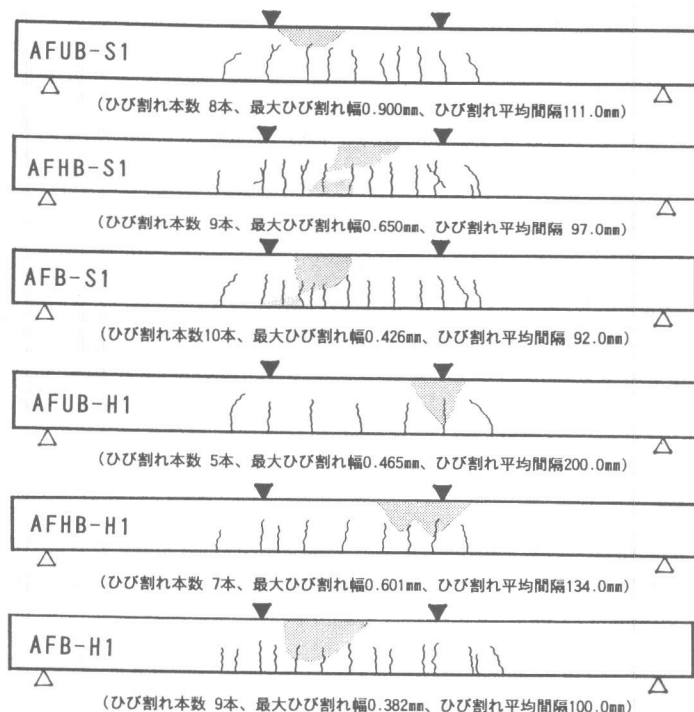 AFUB-S1
(ひび割れ本数 8本、最大ひび割れ幅0.900㎜、ひび割れ平均間隔111.0㎜)
AFHB-S1
(ひび割れ本数 9本、最大ひび割れ幅0.650㎜、ひび割れ平均間隔 97.0㎜)
AFB-S1
(ひび割れ本数10本、最大ひび割れ幅0.426㎜、ひび割れ平均間隔 92.0㎜)
AFUB-H1
(ひび割れ本数 5本、最大ひび割れ幅0.465㎜、ひび割れ平均間隔200.0㎜)
AFHB-H1
(ひび割れ本数 7本、最大ひび割れ幅0.601㎜、ひび割れ平均間隔134.0㎜)
AFB-H1
(ひび割れ本数 9本、最大ひび割れ幅0.382㎜、ひび割れ平均間隔100.0㎜)